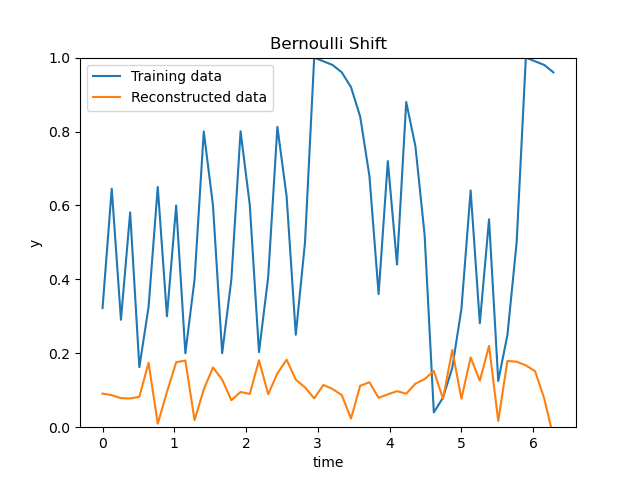 Bernoulli Shift
Training data
Reconstructed data
1.0
0.8
0.6
0.4
0.2
0.0
y
0 1 2 3 4 5 6
time